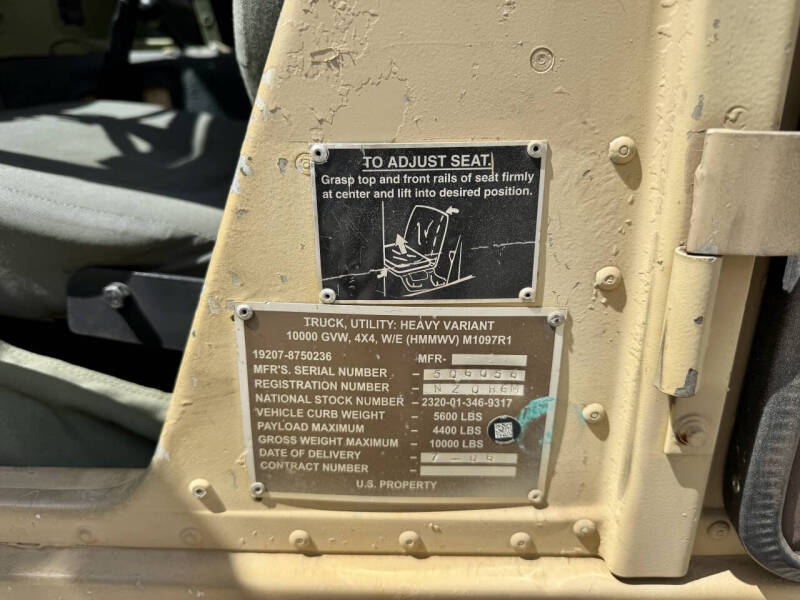 TO ADJUST SEAT.
Grasp top and front rails of seat firmly
at center and lift into desired position.
TRUCK, UTILITY: HEAVY VARIANT
10000 GVW, 4X4, W/E (HMMWV) M1097R1
19207-8750236 MFR-
MFR'S. SERIAL NUMBER -
REGISTRATION NUMBER -
NATIONAL STOCK NUMBER - 2320-01-346-9317
VEHICLE CURB WEIGHT - 5600 LBS
PAYLOAD MAXIMUM - 4400 LBS
GROSS WEIGHT MAXIMUM - 10000 LBS
DATE OF DELIVERY -
CONTRACT NUMBER -
U.S. PROPERTY